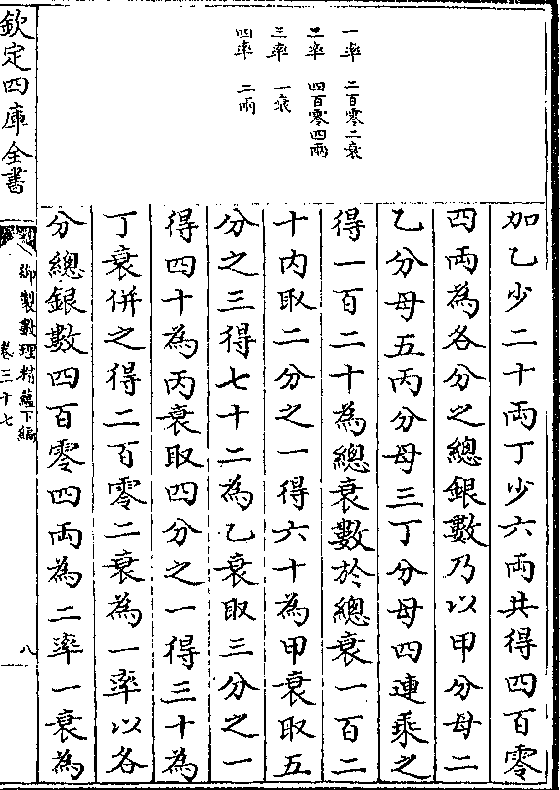 一率　二百零二衰
二率　四百零四兩
三率　一衰
四率　二兩
加乙少二十兩丁少六兩共得四百零
四兩為各分之總銀數乃以甲分母二
乙分母五丙分母三丁分母四連乘之
得一百二十為總衰數於總衰一百二
十內取二分之一得六十為甲衰取五
分之三得七十二為乙衰取三分之一
得四十為丙衰取四分之一得三十為
丁衰併之得二百零二衰為一率以各
分總銀數四百零四兩為二率一衰為
欽定四庫全書
御製數理精蘊下編
卷三十七
八